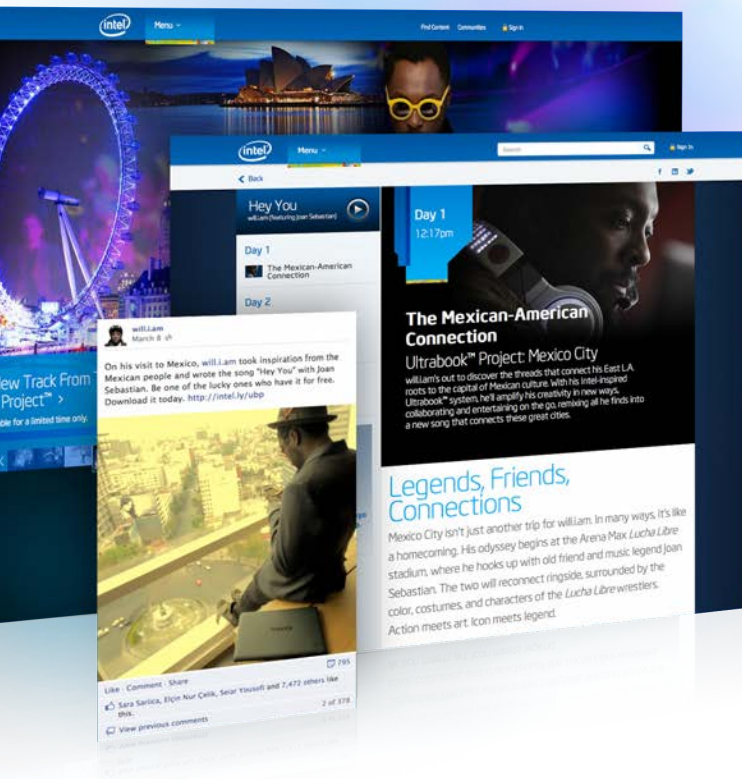 intel
Menu
Find Content Communities Sign In
ew Track From T
Project™ >
ble for a limited time only.
intel
Menu
Search
Sign In
Back
Hey You
will.i.am (featuring Joan Sebastian)
Day 1
The Mexican-American
Connection
Day 2
Day 1
12:17pm
The Mexican-American
Connection
Ultrabook™ Project: Mexico City
will.i.am's out to discover the threads that connect his East L.A.
roots to the capital of Mexican culture. With his Intel-inspired
Ultrabook™ system, he'll amplify his creativity in new ways,
collaborating and entertaining on the go, remixing all he finds into
a new song that connects these great cities.
Legends, Friends,
Connections
Mexico City isn't just another trip for will.i.am. In many ways, it's like
a homecoming. His odyssey begins at the Arena Max Lucha Libre
stadium, where he hooks up with old friend and music legend Joan
Sebastian. The two will reconnect ringside, surrounded by the
color, costumes, and characters of the Lucha Libre wrestlers.
Action meets art. Icon meets legend.
will.i.am
March 8
On his visit to Mexico, will.i.am took inspiration from the
Mexican people and wrote the song "Hey You" with Joan
Sebastian. Be one of the lucky ones who have it for free.
Download it today. http://intel.ly/ubp
795
Like · Comment · Share
Sara Sarlica, Elçin Nur Çelik, Seiar Yousofi and 7,472 others like
this.
View previous comments
2 of 378